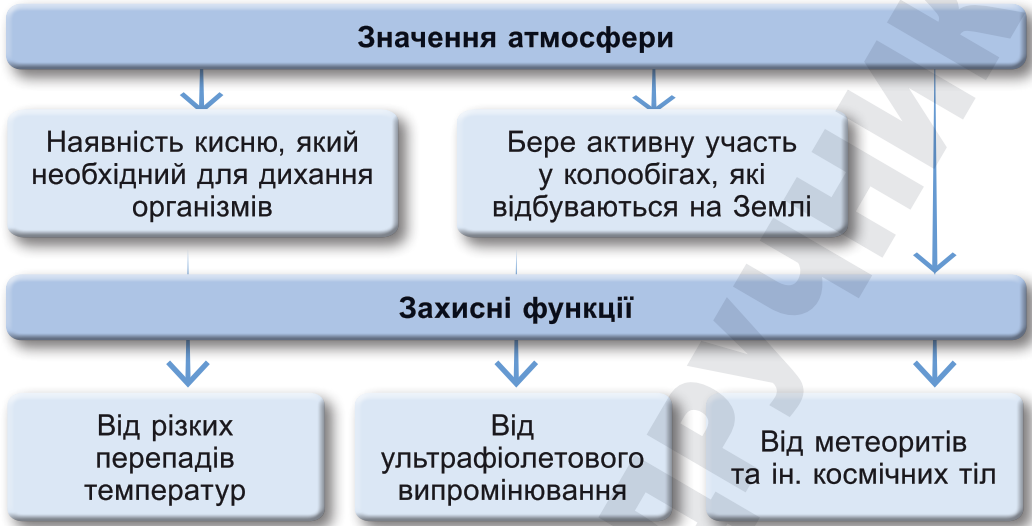 Значення атмосфери
Наявність кисню, який
необхідний для дихання
організмів
Бере активну участь
у колообігах, які
відбуваються на Землі
Захисні функції
Від різких
перепадів
температур
Від
ультрафіолетового
випромінювання
Від метеоритів
та ін. космічних тіл
ДРУЧНИК